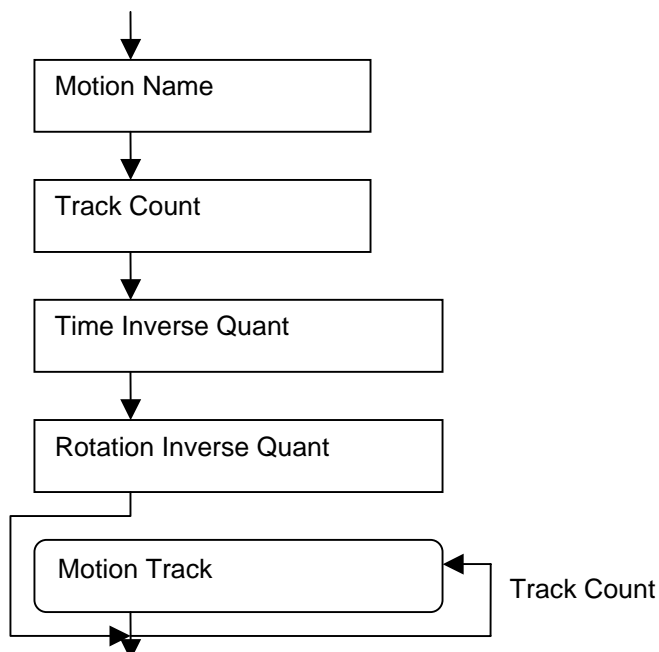 Motion Name
Track Count
Time Inverse Quant
Rotation Inverse Quant
Motion Track
Track Count